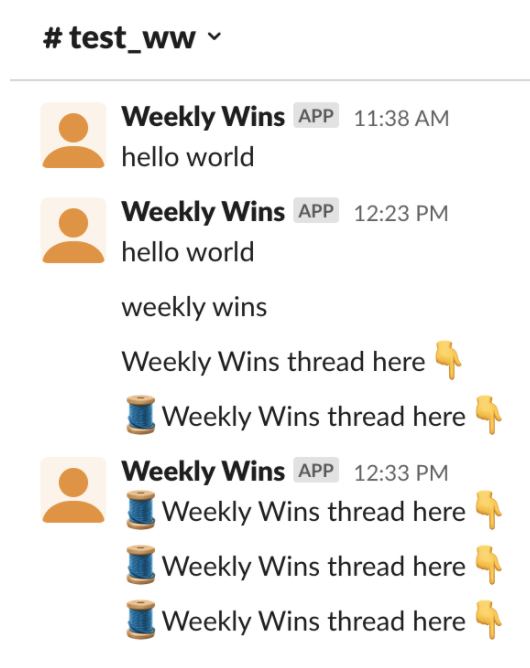 # test_ww
Weekly Wins APP 11:38 AM
hello world
Weekly Wins APP 12:23 PM
hello world
weekly wins
Weekly Wins thread here 👇
🧵Weekly Wins thread here 👇
Weekly Wins APP 12:33 PM
🧵Weekly Wins thread here 👇
🧵Weekly Wins thread here 👇
🧵Weekly Wins thread here 👇